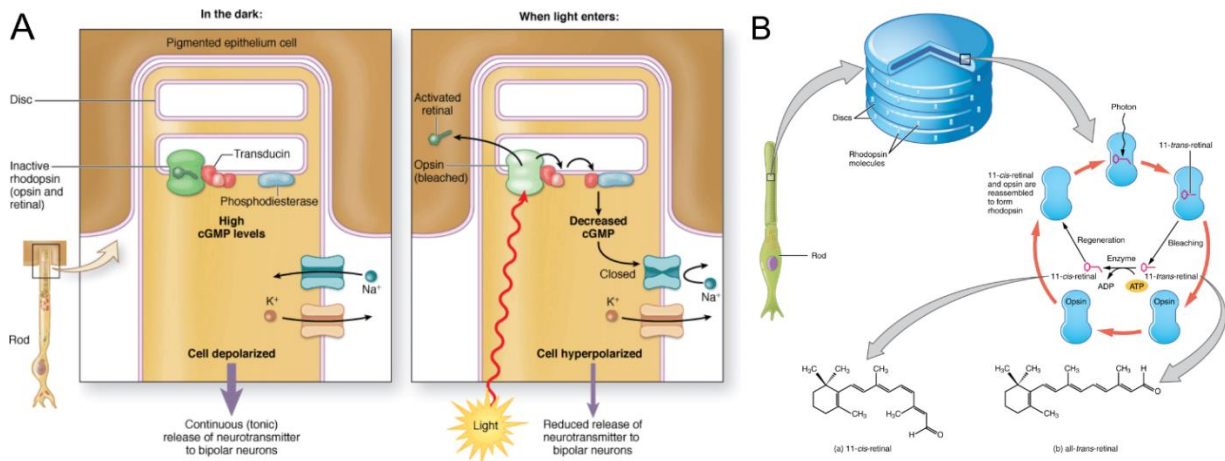 A
In the dark:
Pigmented epithelium cell
Disc
Inactive
rhodopsin
(opsin and
retinal)
Transducin
Phosphodiesterase
High
cGMP levels
Na+
K+
Rod
Cell depolarized
Continuous (tonic)
release of neurotransmitter
to bipolar neurons
When light enters:
Activated
retinal
Opsin
(bleached)
Decreased
cGMP
Closed
Na+
K+
Cell hyperpolarized
Light
Reduced release of
neurotransmitter to
bipolar neurons
B
Discs
Rhodopsin
molecules
Rod
Photon
11-trans-retinal
11-cis-retinal
and opsin are
reassembled
to form
rhodopsin
Regeneration
Bleaching
Enzyme
11-cis-retinal
11-trans-retinal
ADP
ATP
Opsin
Opsin
H3C
CH3
CH3
CH3
CH3
H
O
(a) 11-cis-retinal
H3C
CH3
CH3
CH3
H
CH3
O
(b) all-trans-retinal